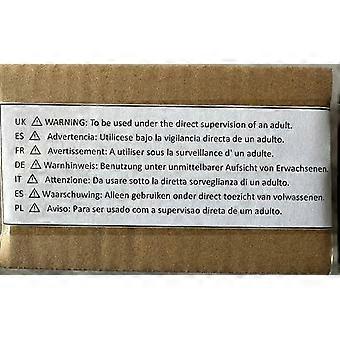 UK ⚠ WARNING: To be used under the direct supervision of an adult.
ES ⚠ Advertencia: Utilicese bajo la vigilancia directa de un adulto.
FR ⚠ Avertissement: A utiliser sous la surveillance d' un adulte.
DE ⚠ Warnhinweis: Benutzung unter unmittelbarer Aufsicht von Erwachsenen.
IT ⚠ Attenzione: Da usare sotto la diretta sorveglianza di un adulto.
ES ⚠ Waarschuwing: Alleen gebruiken onder direct toezicht van volwassenen.
PL ⚠ Aviso: Para ser usado com a supervisao direta de um adulto.